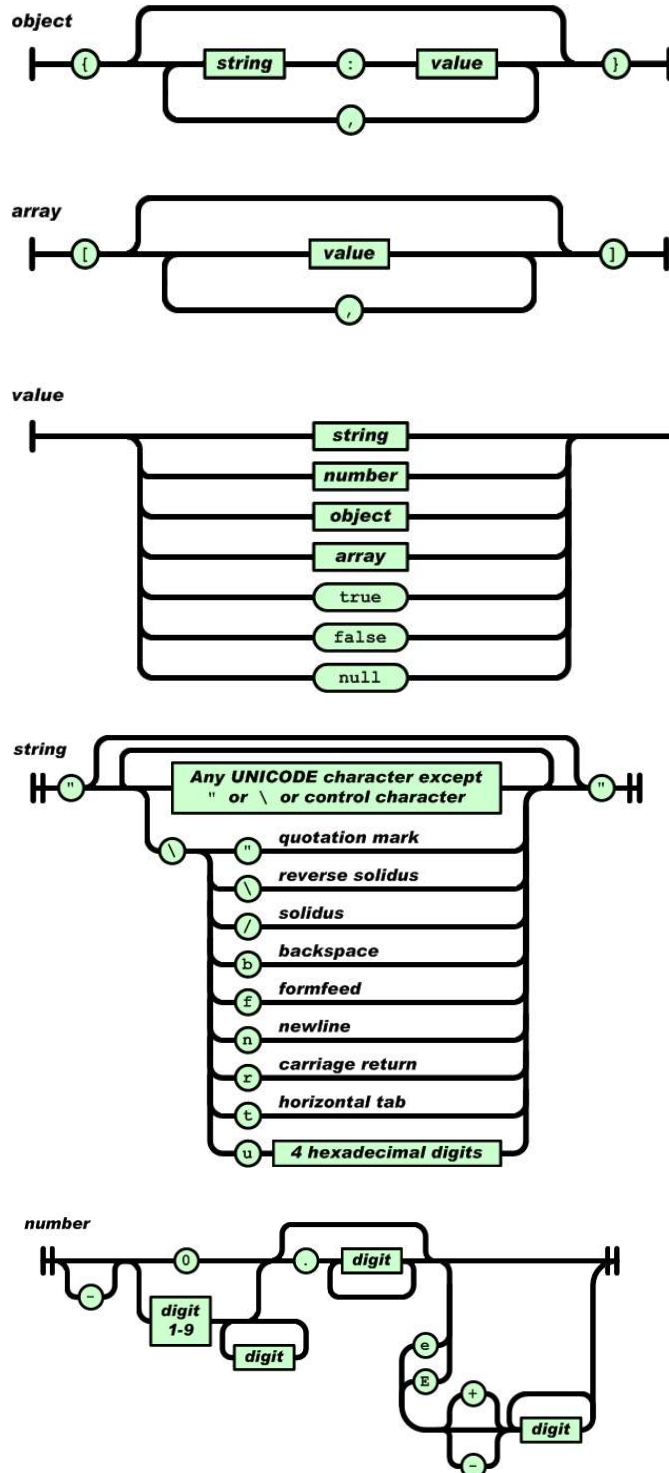 object
{ string : value }
,
array
[ value ]
,
value
string
number
object
array
true
false
null
string
" Any UNICODE character except "
" or \ or control character
\ " quotation mark
\ reverse solidus
/ solidus
b backspace
f formfeed
n newline
r carriage return
t horizontal tab
u 4 hexadecimal digits
number
0 . digit
-
digit
1-9
digit
e
E
+
digit
-